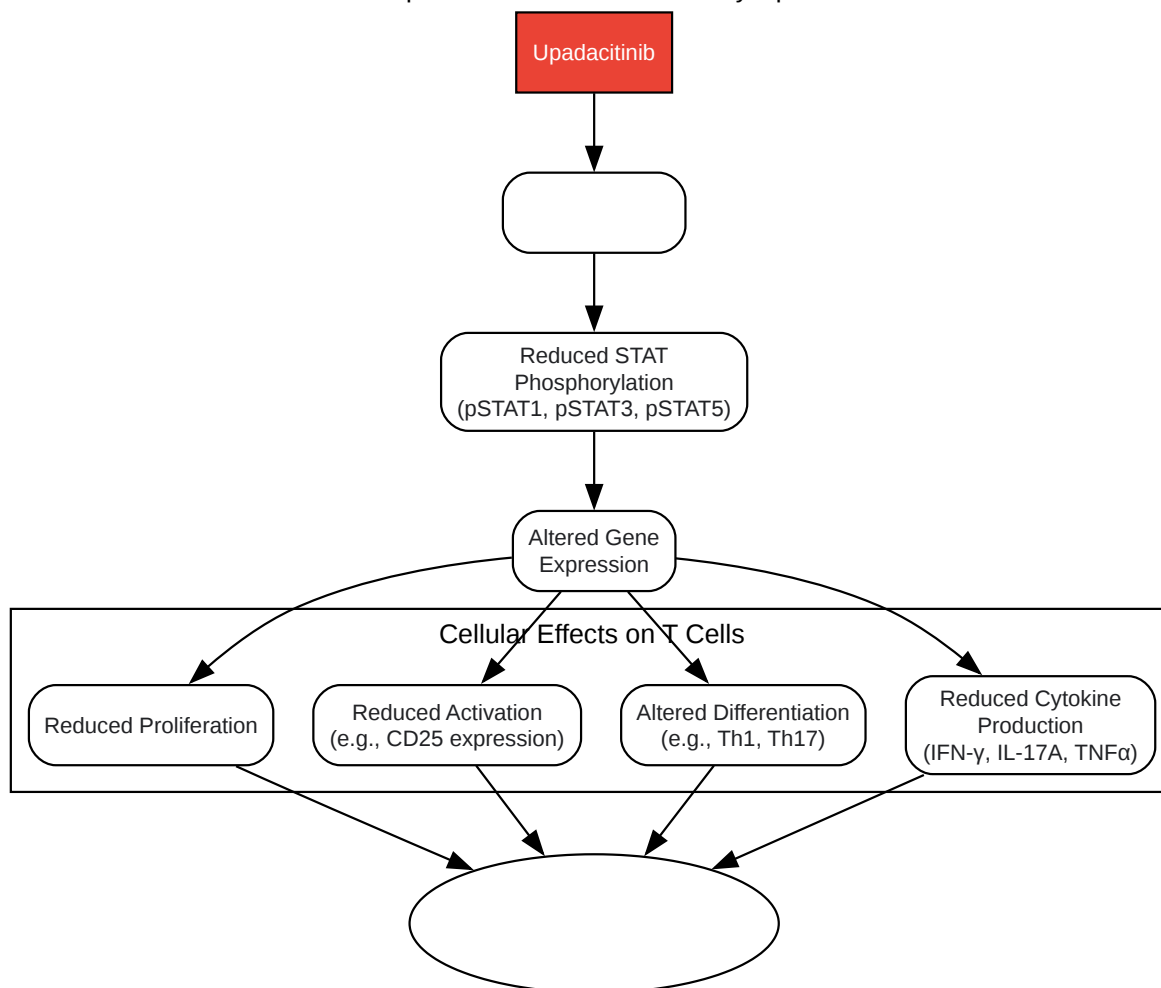 Upadacitinib
Reduced STAT
Phosphorylation
(pSTAT1, pSTAT3, pSTAT5)
Altered Gene
Expression
Cellular Effects on T Cells
Reduced Proliferation
Reduced Activation
(e.g., CD25 expression)
Altered Differentiation
(e.g., Th1, Th17)
Reduced Cytokine
Production
(IFN-γ, IL-17A, TNFα)